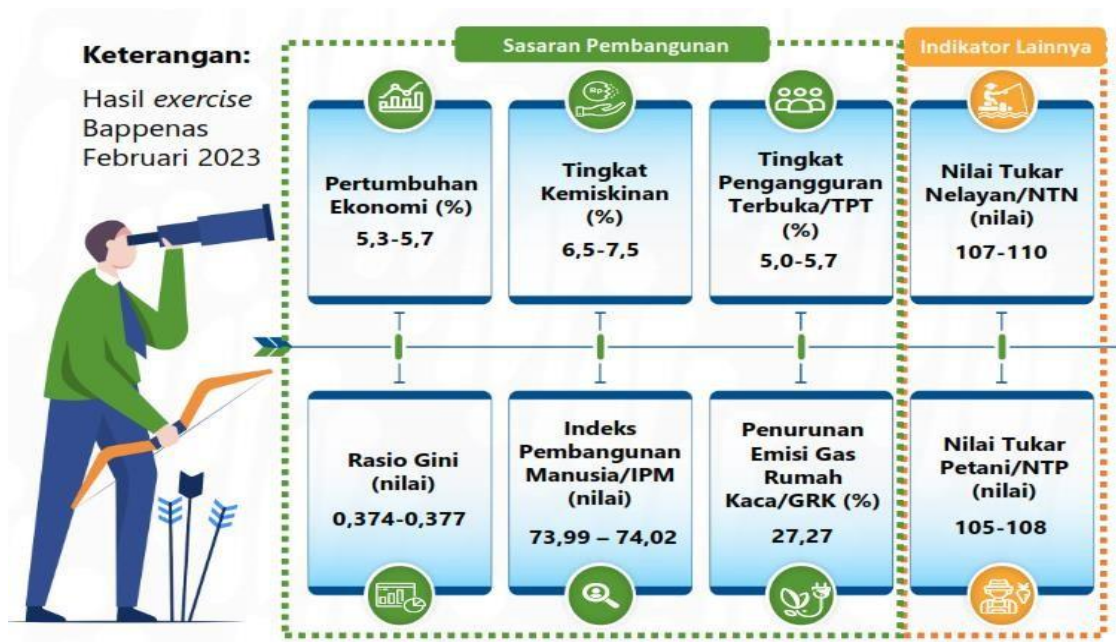 Keterangan:
Hasil exercise
Bappenas
Februari 2023
Sasaran Pembangunan
Indikator Lainnya
Pertumbuhan
Ekonomi (%)
5,3-5,7
Rp
Tingkat
Kemiskinan
(%)
6,5-7,5
Tingkat
Pengangguran
Terbuka/TPT
(%)
5,0-5,7
Nilai Tukar
Nelayan/NTN
(nilai)
107-110
Rasio Gini
(nilai)
0,374-0,377
Indeks
Pembangunan
Manusia/IPM
(nilai)
73,99 – 74,02
Penurunan
Emisi Gas
Rumah
Kaca/GRK (%)
27,27
Nilai Tukar
Petani/NTP
(nilai)
105-108